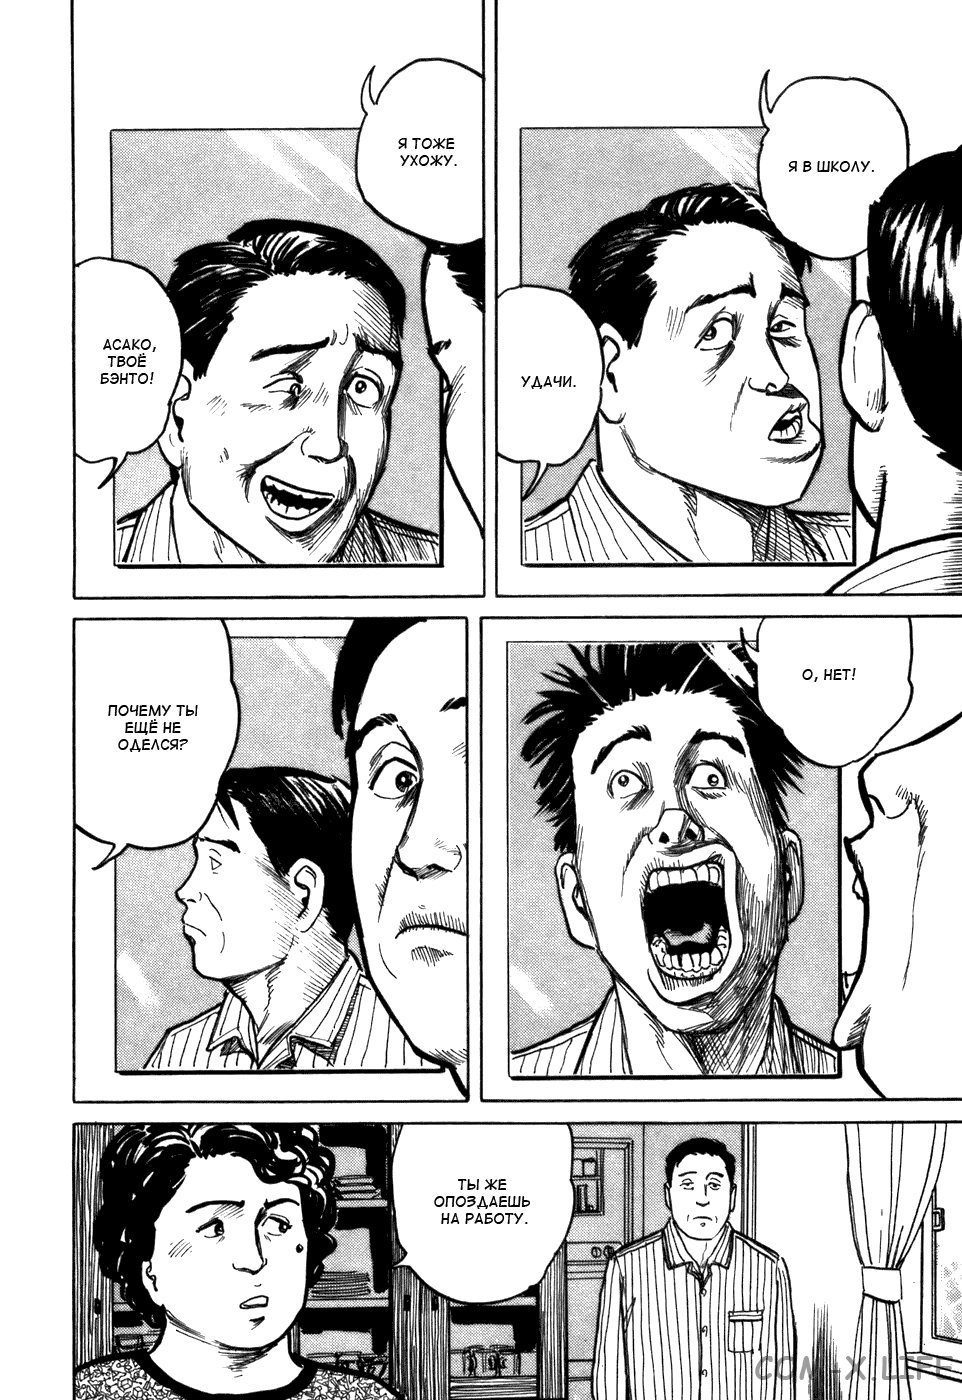 Я В ШКОЛУ.
УДАЧИ.
Я ТОЖЕ
УХОЖУ.
АСАКО,
ТВОЁ
БЭНТО!
О, НЕТ!
ПОЧЕМУ ТЫ
ЕЩЁ НЕ
ОДЕЛСЯ?
ТЫ ЖЕ
ОПОЗДАЕШЬ
НА РАБОТУ.
COM-X.LIFE